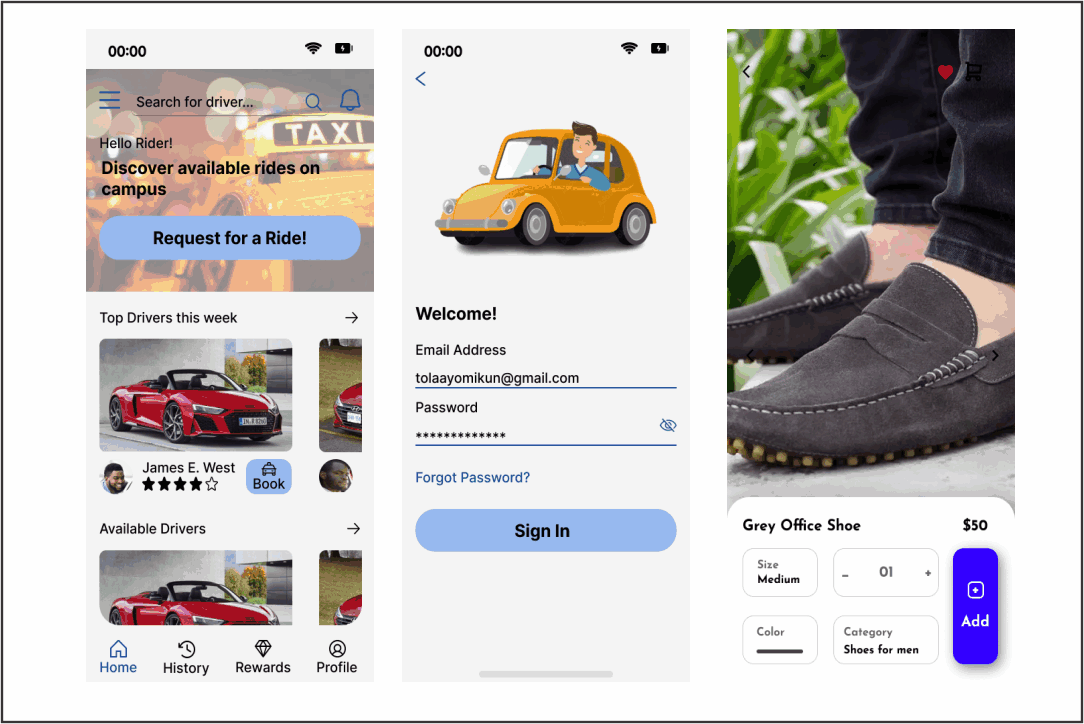 00:00
Search for driver...
TAXI
Hello Rider!
Discover available rides on
campus
Request for a Ride!
Top Drivers this week
James E. West
Book
Available Drivers
Home
History
Rewards
Profile
00:00
Welcome!
Email Address
tolaayomikun@gmail.com
Password
*************
Forgot Password?
Sign In
Grey Office Shoe
$50
Size
Medium
- 01 +
Add
Color
Category
Shoes for men